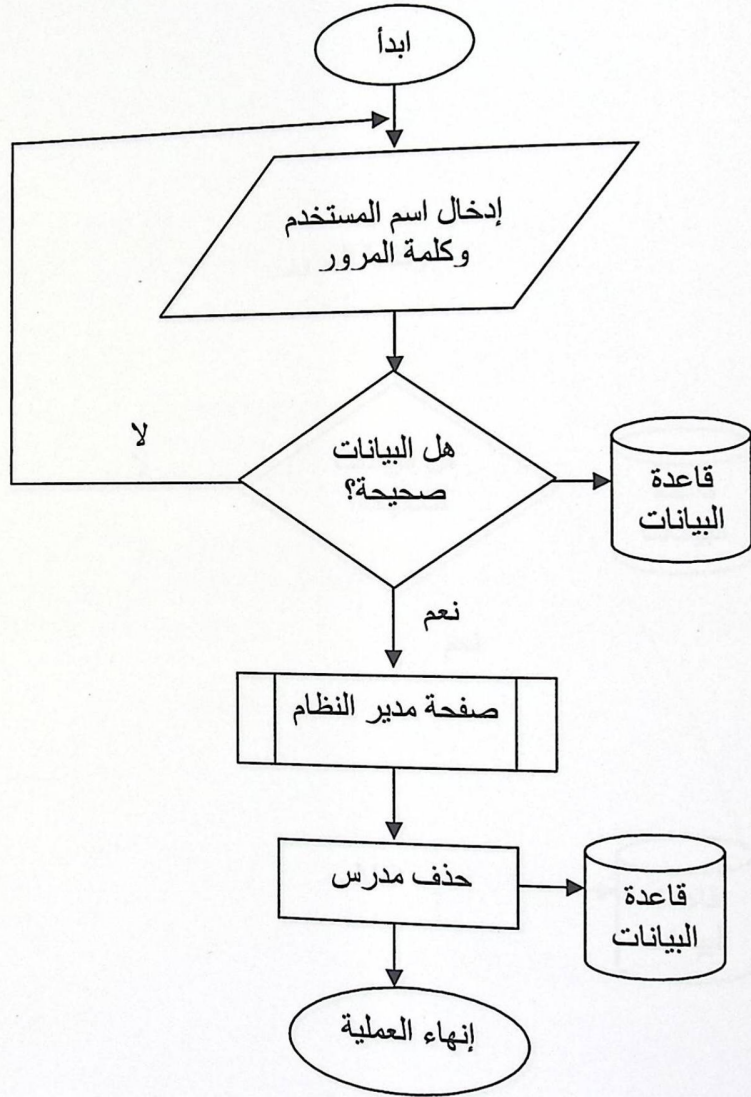 ابدأ
إدخال اسم المستخدم
وكلمة المرور
هل البيانات
صحيحة؟
لا
قاعدة
البيانات
نعم
صفحة مدير النظام
حذف مدرس
قاعدة
البيانات
إنهاء العملية